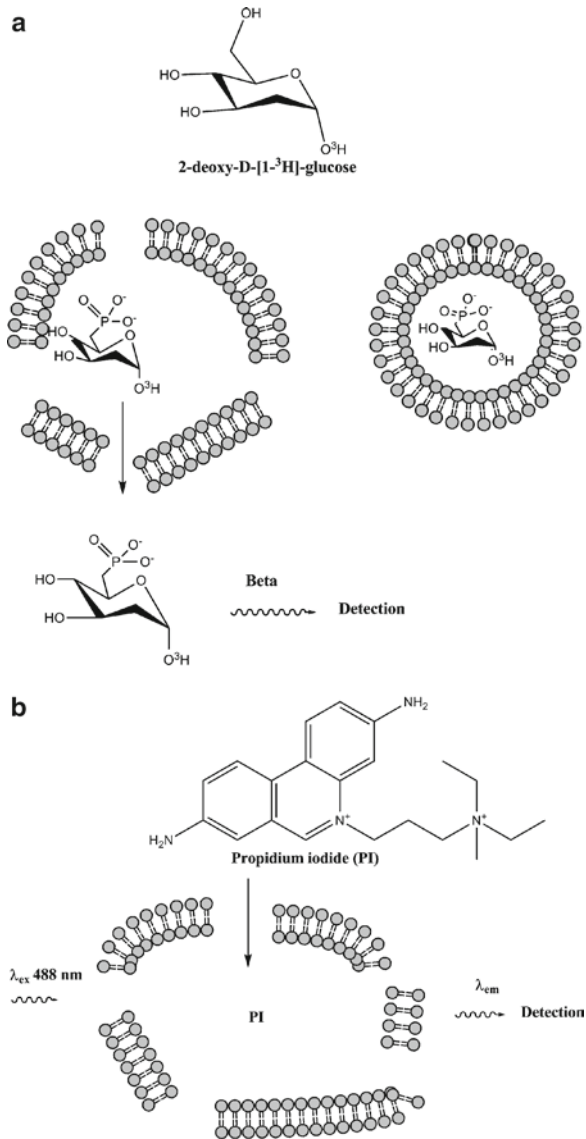 a
OH
HO
O
HO
O³H
2-deoxy-D-[1-³H]-glucose
O
O⁻
P
O⁻
HO
O
HO
O³H
O⁻
O
P
O⁻
HO
O
HO
O³H
O
O⁻
P
O⁻
HO
O
HO
O³H
Beta
Detection
b
NH₂
N⁺
N⁺
H₂N
Propidium iodide (PI)
λex 488 nm
PI
λem
Detection